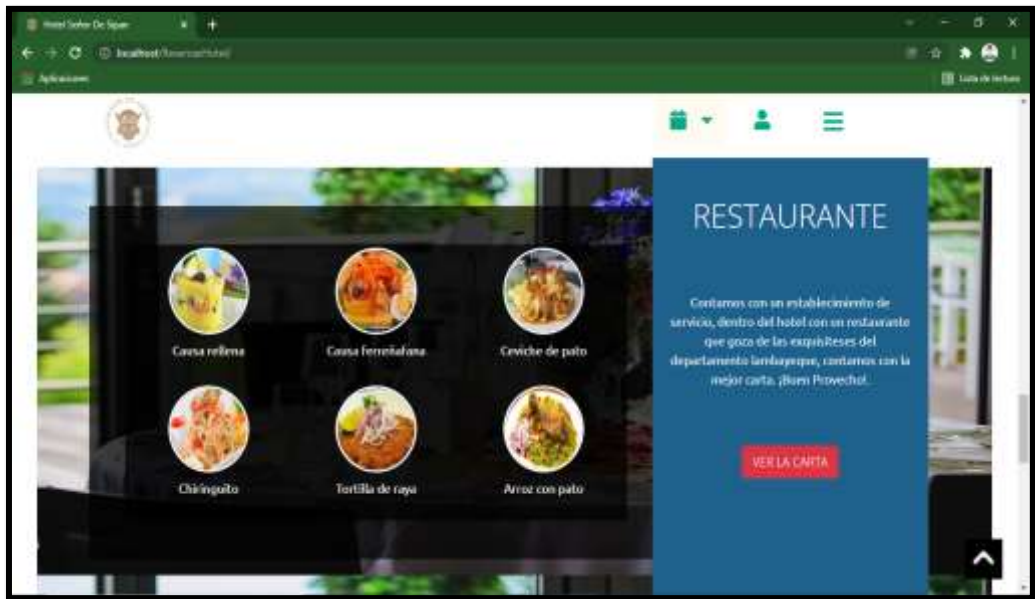 Hotel Señor De Sipan
localhost/ReservaHotel/
Aplicaciones
Lista de lectura
RESTAURANTE
Contamos con un establecimiento de
servicio, dentro del hotel con un restaurante
que goza de las exquisiteses del
departamento lambayeque, contamos con la
mejor carta. ¡Buen Provecho!.
VER LA CARTA
Causa rellena
Causa ferreñafana
Ceviche de pato
Chiringuito
Tortilla de raya
Arroz con pato